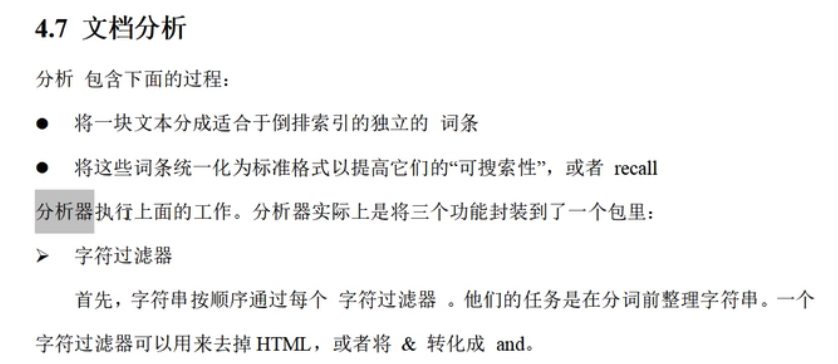 4.7 文档分析
分析 包含下面的过程：
● 将一块文本分成适合于倒排索引的独立的 词条
● 将这些词条统一化为标准格式以提高它们的“可搜索性”，或者 recall
分析器执行上面的工作。分析器实际上是将三个功能封装到了一个包里：
➢ 字符过滤器
首先，字符串按顺序通过每个 字符过滤器 。他们的任务是在分词前整理字符串。一个
字符过滤器可以用来去掉 HTML，或者将 & 转化成 and。